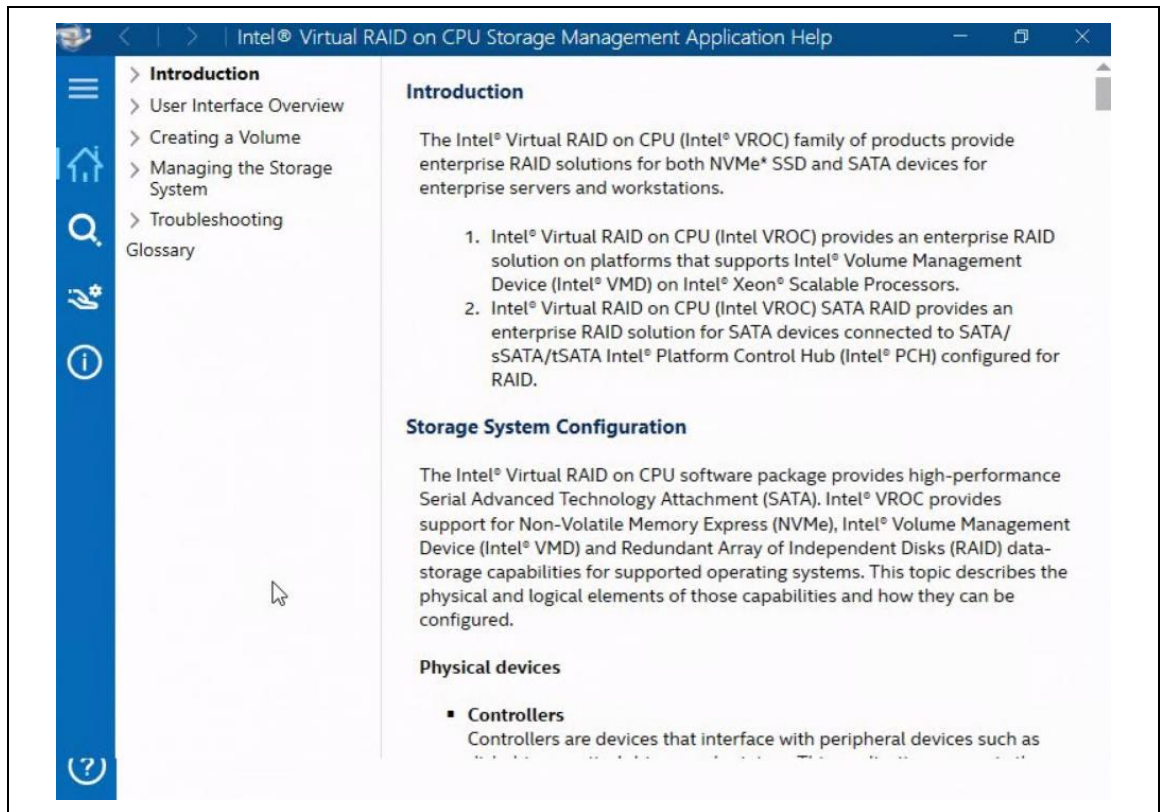 Intel® Virtual RAID on CPU Storage Management Application Help
Introduction
User Interface Overview
Creating a Volume
Managing the Storage
System
Troubleshooting
Glossary
Introduction
The Intel® Virtual RAID on CPU (Intel® VROC) family of products provide
enterprise RAID solutions for both NVMe* SSD and SATA devices for
enterprise servers and workstations.
1. Intel® Virtual RAID on CPU (Intel VROC) provides an enterprise RAID
solution on platforms that supports Intel® Volume Management
Device (Intel® VMD) on Intel® Xeon® Scalable Processors.
2. Intel® Virtual RAID on CPU (Intel VROC) SATA RAID provides an
enterprise RAID solution for SATA devices connected to SATA/
sSATA/tSATA Intel® Platform Control Hub (Intel® PCH) configured for
RAID.
Storage System Configuration
The Intel® Virtual RAID on CPU software package provides high-performance
Serial Advanced Technology Attachment (SATA). Intel® VROC provides
support for Non-Volatile Memory Express (NVMe), Intel® Volume Management
Device (Intel® VMD) and Redundant Array of Independent Disks (RAID) data-
storage capabilities for supported operating systems. This topic describes the
physical and logical elements of those capabilities and how they can be
configured.
Physical devices
▪ Controllers
Controllers are devices that interface with peripheral devices such as